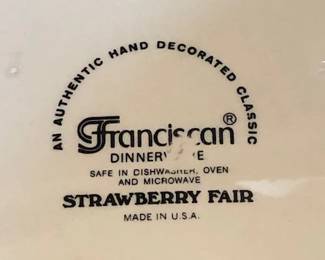 AN AUTHENTIC HAND DECORATED CLASSIC
Franciscan®
SAFE IN DISHWASHER, OVEN
AND MICROWAVE
STRAWBERRY FAIR
MADE IN U.S.A.